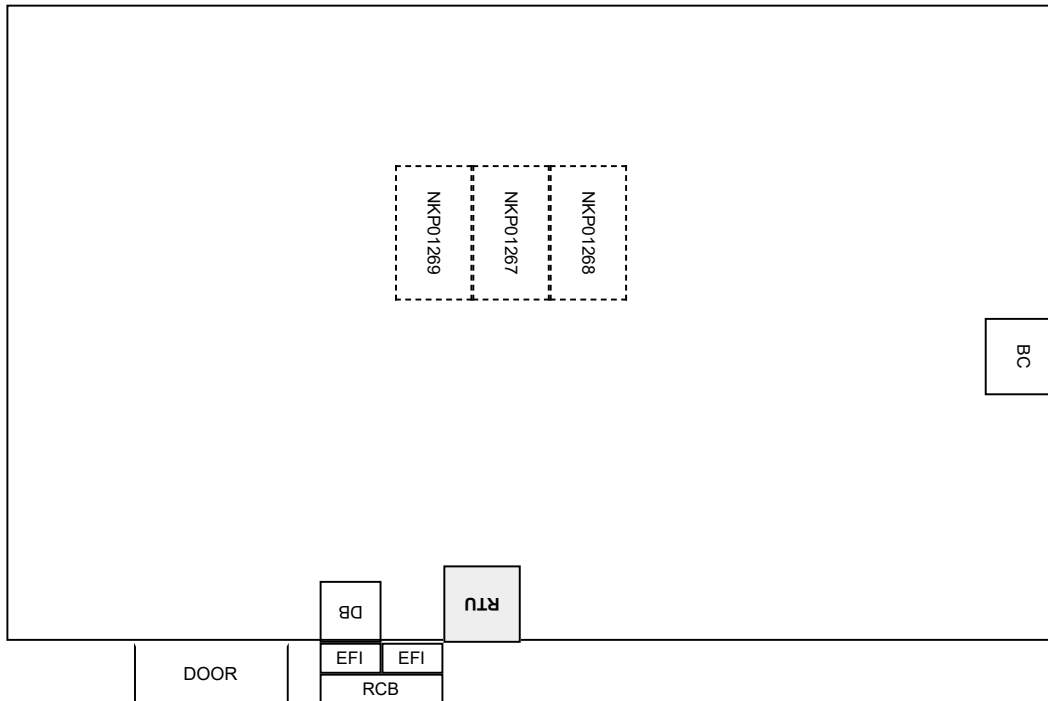 NKP01269
NKP01267
NKP01268
BC
DB
RTU
EFI
EFI
DOOR
RCB